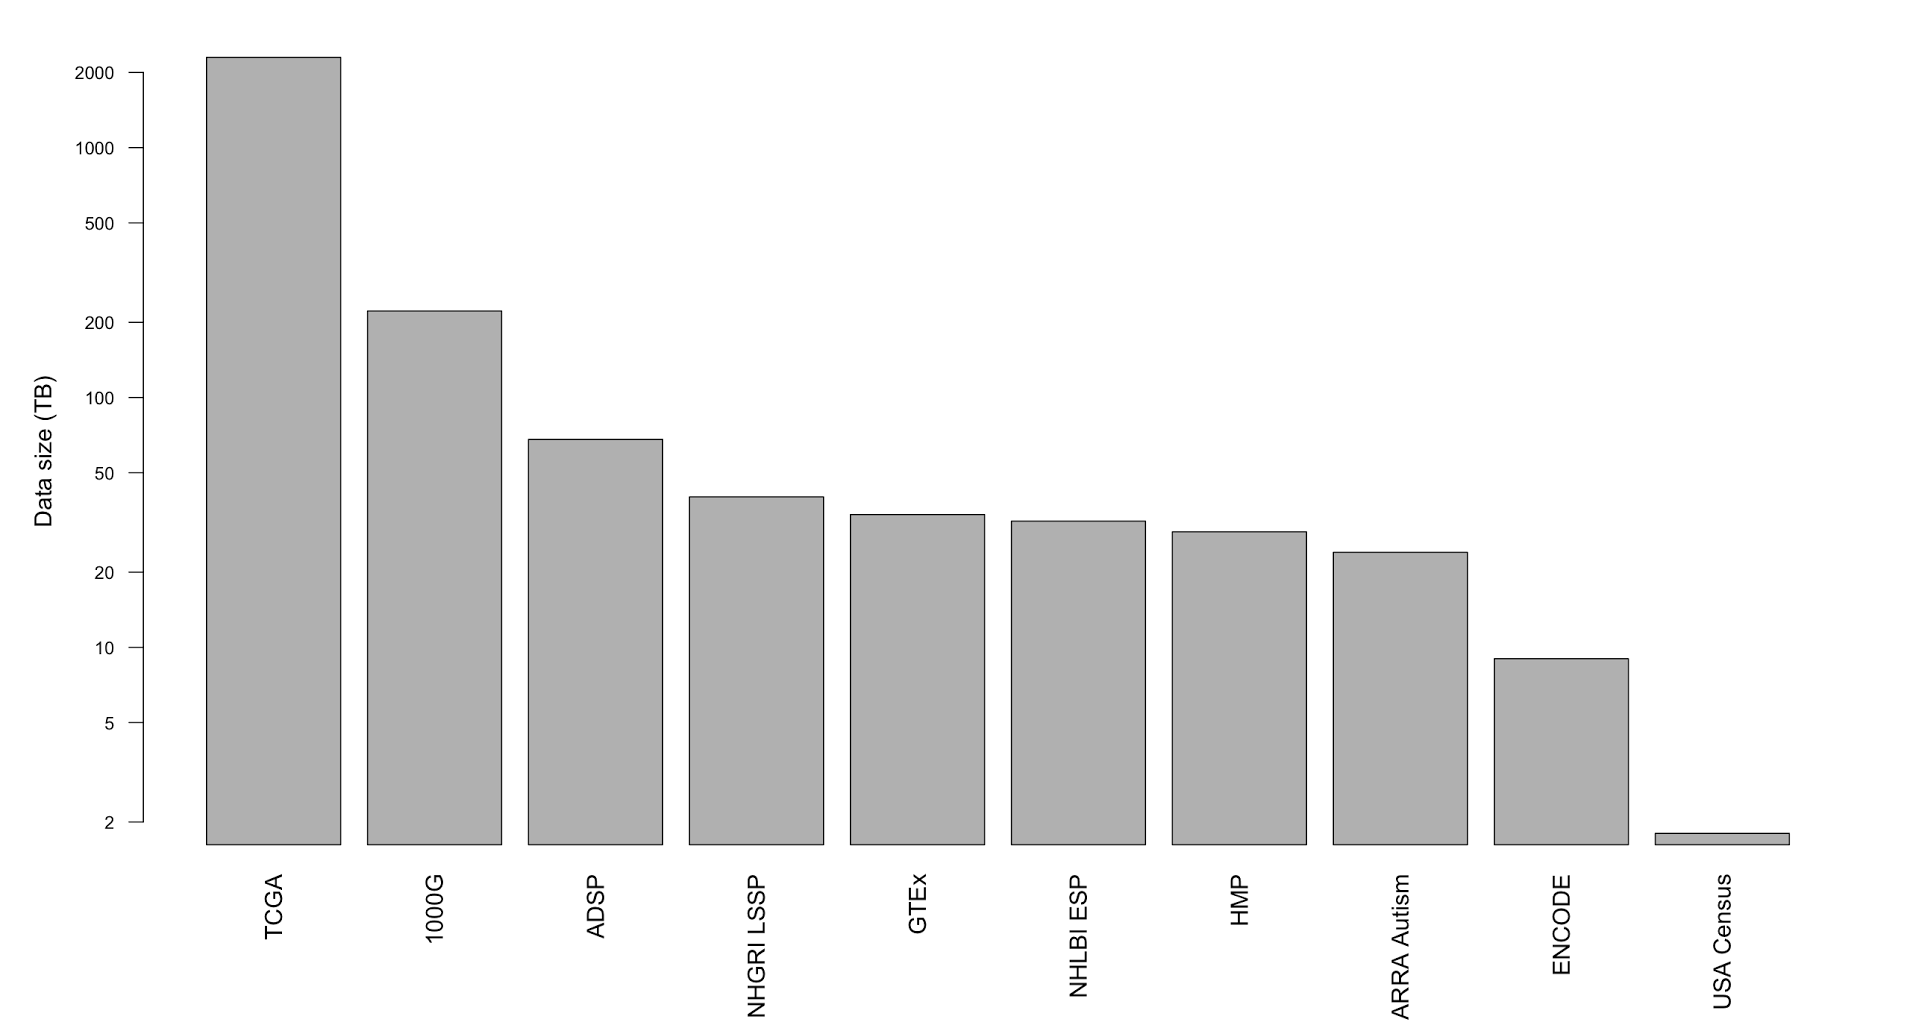 Data size (TB)
2000
1000
500
200
100
50
20
10
5
2
TCGA
1000G
ADSP
NHGRI LSSP
GTEx
NHLBI ESP
HMP
ARRA Autism
ENCODE
USA Census